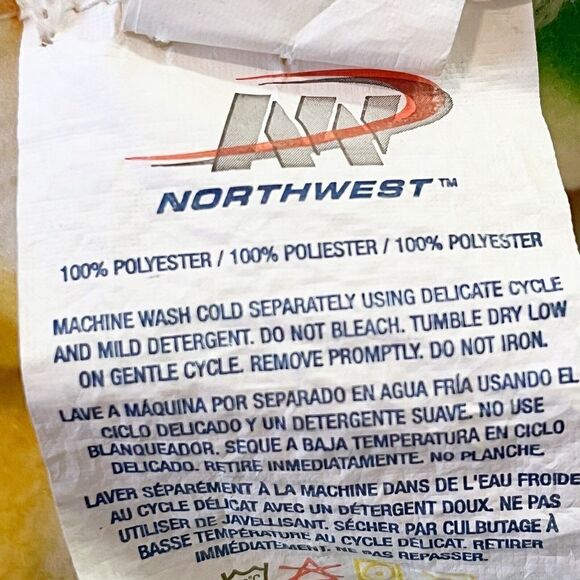 NORTHWEST™
100% POLYESTER / 100% POLIESTER / 100% POLYESTER
MACHINE WASH COLD SEPARATELY USING DELICATE CYCLE
AND MILD DETERGENT. DO NOT BLEACH. TUMBLE DRY LOW
ON GENTLE CYCLE. REMOVE PROMPTLY. DO NOT IRON.
LAVE A MÁQUINA POR SEPARADO EN AGUA FRÍA USANDO EL
CICLO DELICADO Y UN DETERGENTE SUAVE. NO USE
BLANQUEADOR. SEQUE A BAJA TEMPERATURA EN CICLO
DELICADO. RETIRE INMEDIATAMENTE. NO PLANCHE.
LAVER SÉPARÉMENT À LA MACHINE DANS DE L'EAU FROIDE
AU CYCLE DÉLICAT AVEC UN DÉTERGENT DOUX. NE PAS
UTILISER DE JAVELLISANT. SÉCHER PAR CULBUTAGE À
BASSE TEMPÉRATURE AU CYCLE DÉLICAT. RETIRER
IMMÉDIATEMENT. NE PAS REPASSER.